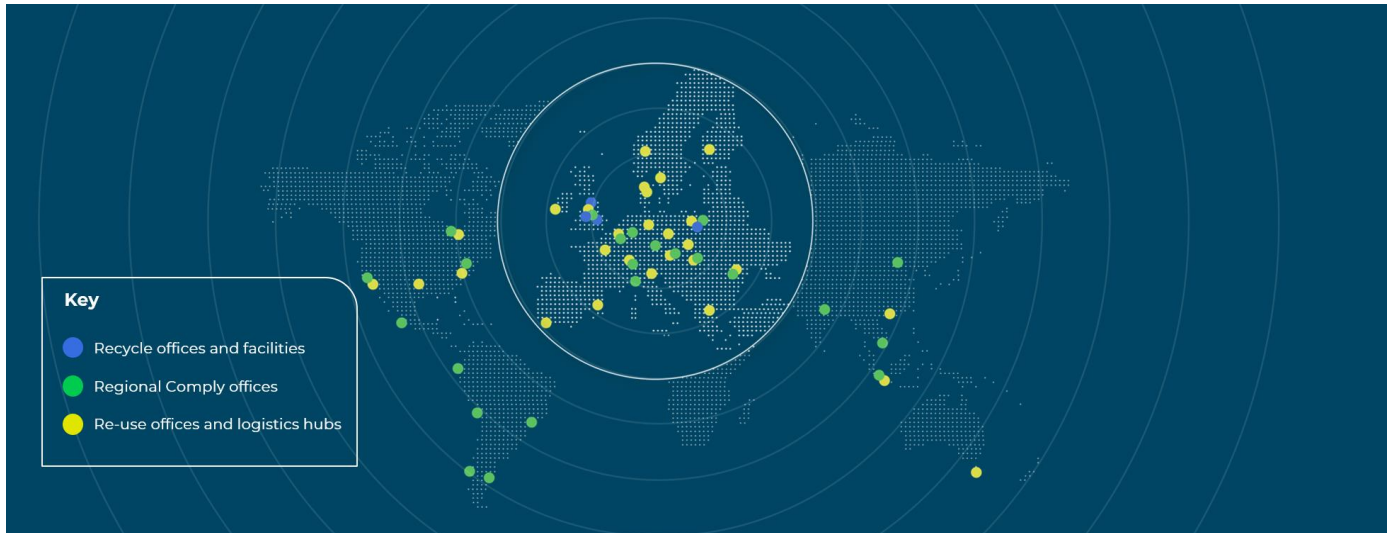 Key
Recycle offices and facilities
Regional Comply offices
Re-use offices and logistics hubs